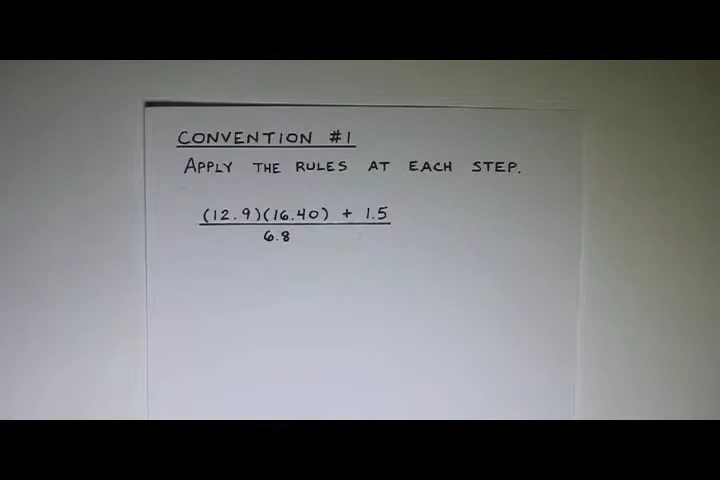 CONVENTION #1
APPLY THE RULES AT EACH STEP.
(12.9)(16.40) + 1.5
6.8